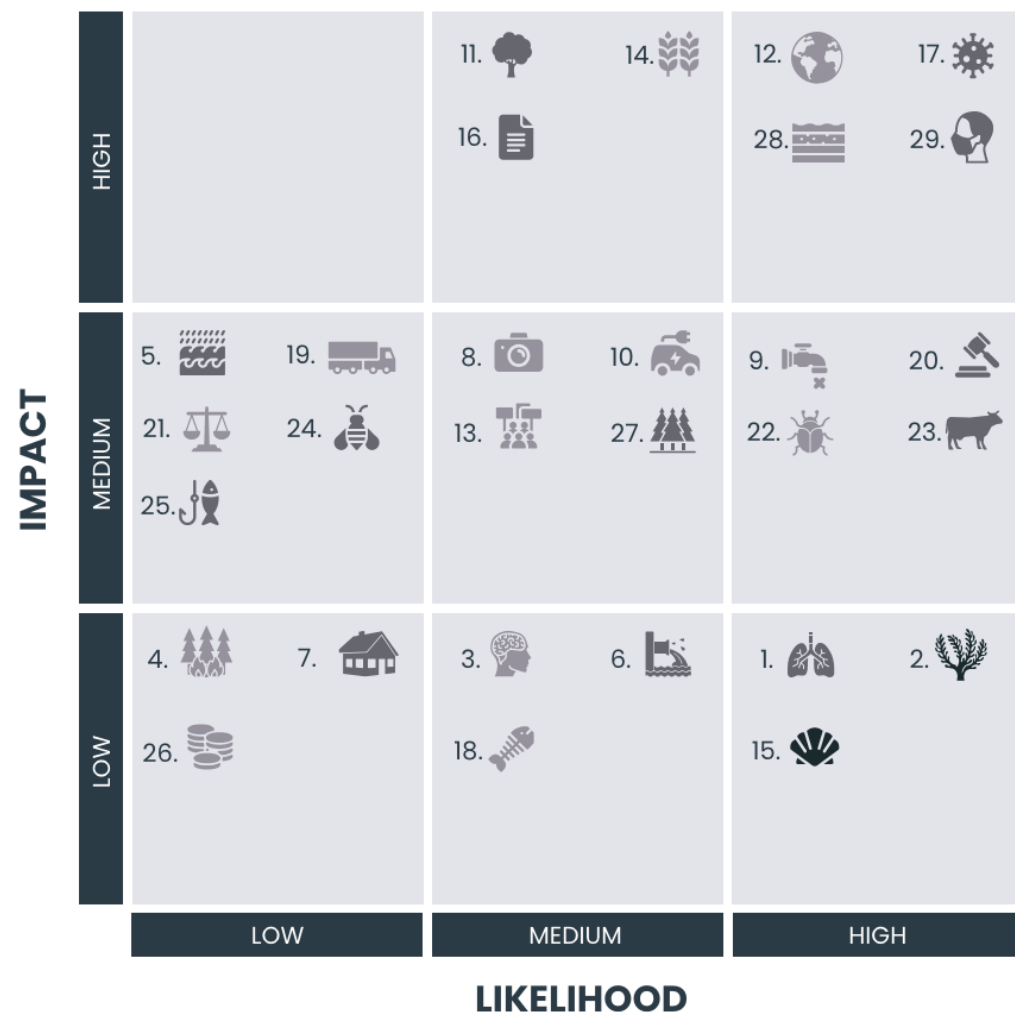 IMPACT
HIGH
11. 14. 12. 17.
16. 28. 29.
MEDIUM
5. 19. 8. 10. 9. 20.
21. 24. 13. 27. 22. 23.
25.
LOW
4. 7. 3. 6. 1. 2.
26. 18. 15.
LOW MEDIUM HIGH
LIKELIHOOD